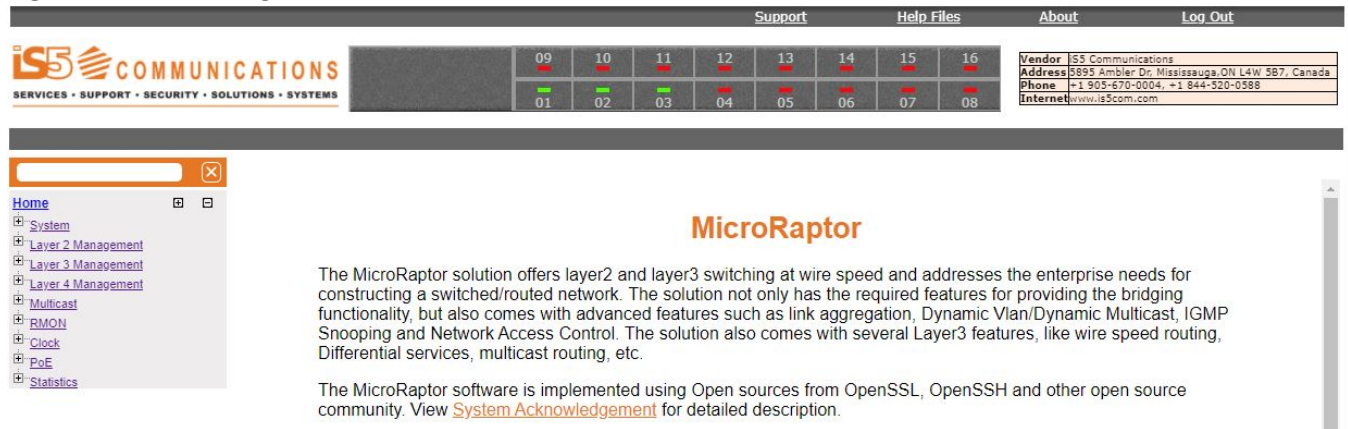 Support Help Files About Log Out
iS5 COMMUNICATIONS
SERVICES • SUPPORT • SECURITY • SOLUTIONS • SYSTEMS
09 10 11 12 13 14 15 16
01 02 03 04 05 06 07 08
Vendor iS5 Communications
Address 5895 Ambler Dr, Mississauga,ON L4W 5B7, Canada
Phone +1 905-670-0004, +1 844-520-0588
Internet www.is5com.com
Home
System
Layer 2 Management
Layer 3 Management
Layer 4 Management
Multicast
RMON
Clock
PoE
Statistics
MicroRaptor
The MicroRaptor solution offers layer2 and layer3 switching at wire speed and addresses the enterprise needs for
constructing a switched/routed network. The solution not only has the required features for providing the bridging
functionality, but also comes with advanced features such as link aggregation, Dynamic Vlan/Dynamic Multicast, IGMP
Snooping and Network Access Control. The solution also comes with several Layer3 features, like wire speed routing,
Differential services, multicast routing, etc.
The MicroRaptor software is implemented using Open sources from OpenSSL, OpenSSH and other open source
community. View System Acknowledgement for detailed description.